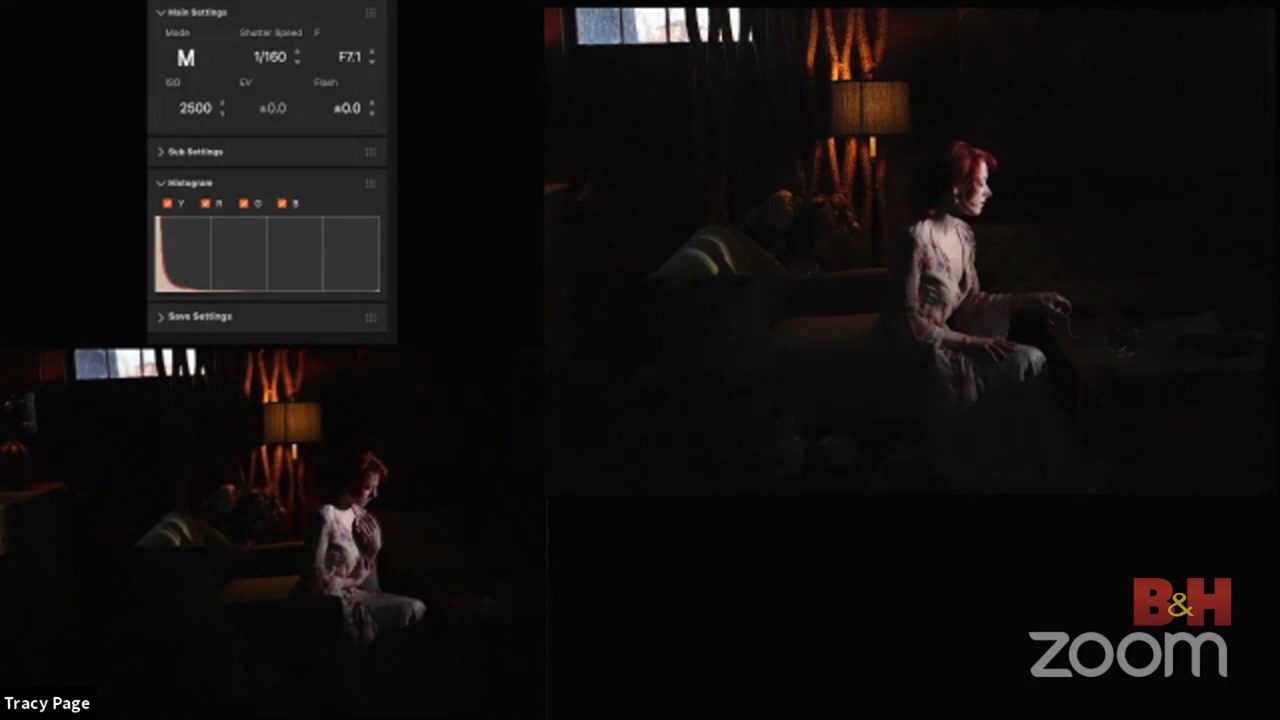 Main Settings
Mode Shutter Speed F
M 1/160 F7.1
ISO EV Flash
2500 ±0.0 ±0.0
Sub Settings
Histogram
Y R G B
Save Settings
B&H
zoom
Tracy Page